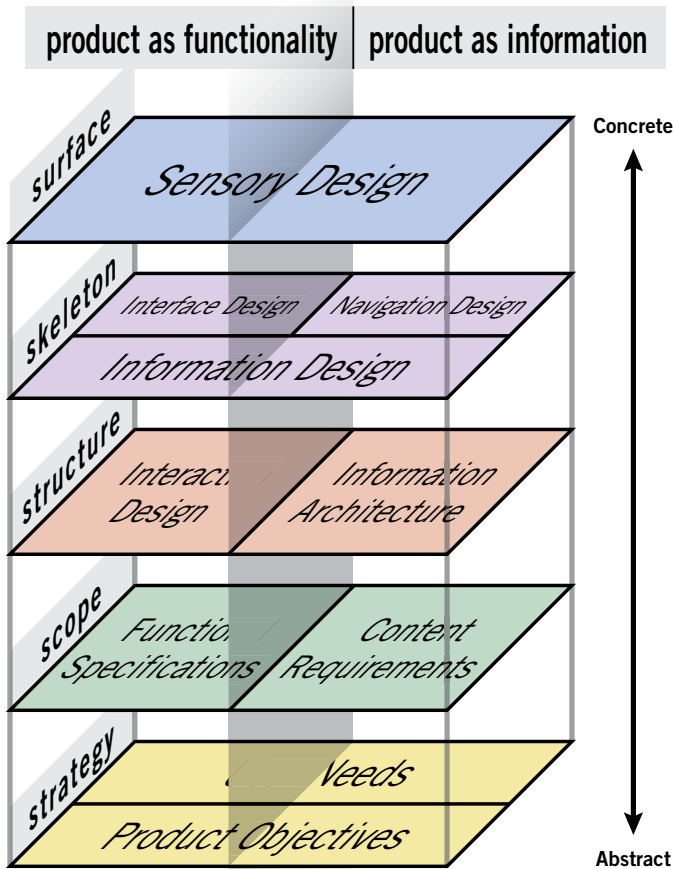 product as functionality
product as information
Concrete
surface
Sensory Design
skeleton
Interface Design
Navigation Design
Information Design
structure
Design
Information
Architecture
scope
Specifications
Content
Requirements
strategy
Needs
Product Objectives
Abstract